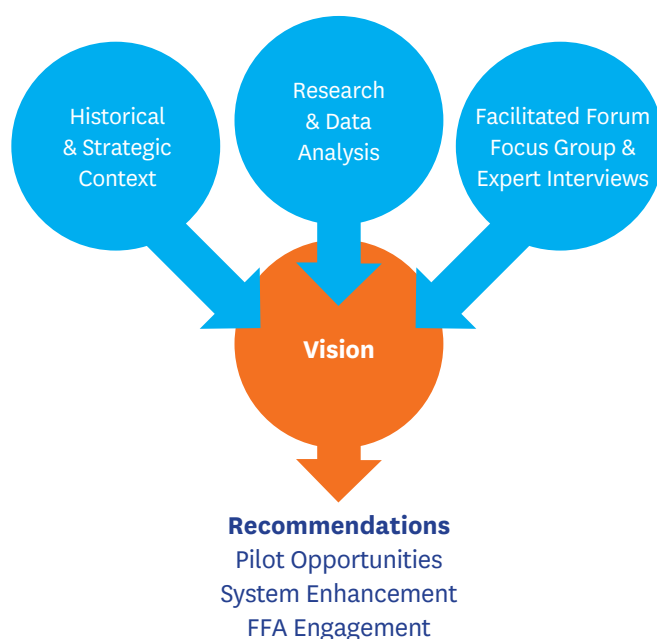 Historical
& Strategic
Context
Research
& Data
Analysis
Facilitated Forum
Focus Group &
Expert Interviews
Vision
Recommendations
Pilot Opportunities
System Enhancement
FFA Engagement